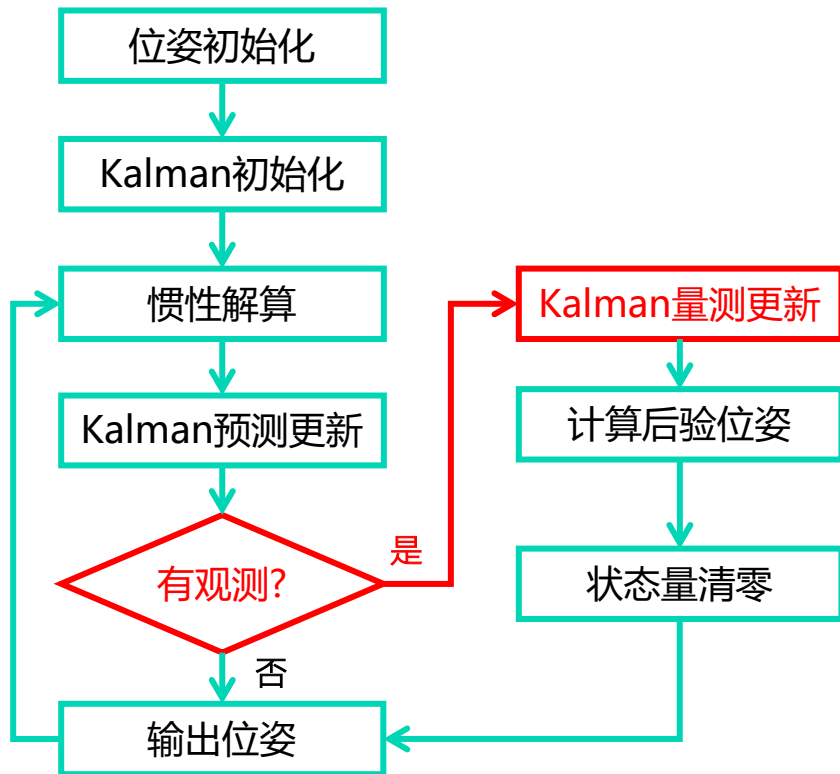 位姿初始化
Kalman初始化
惯性解算
Kalman预测更新
有观测?
是
否
输出位姿
Kalman量测更新
计算后验位姿
状态量清零